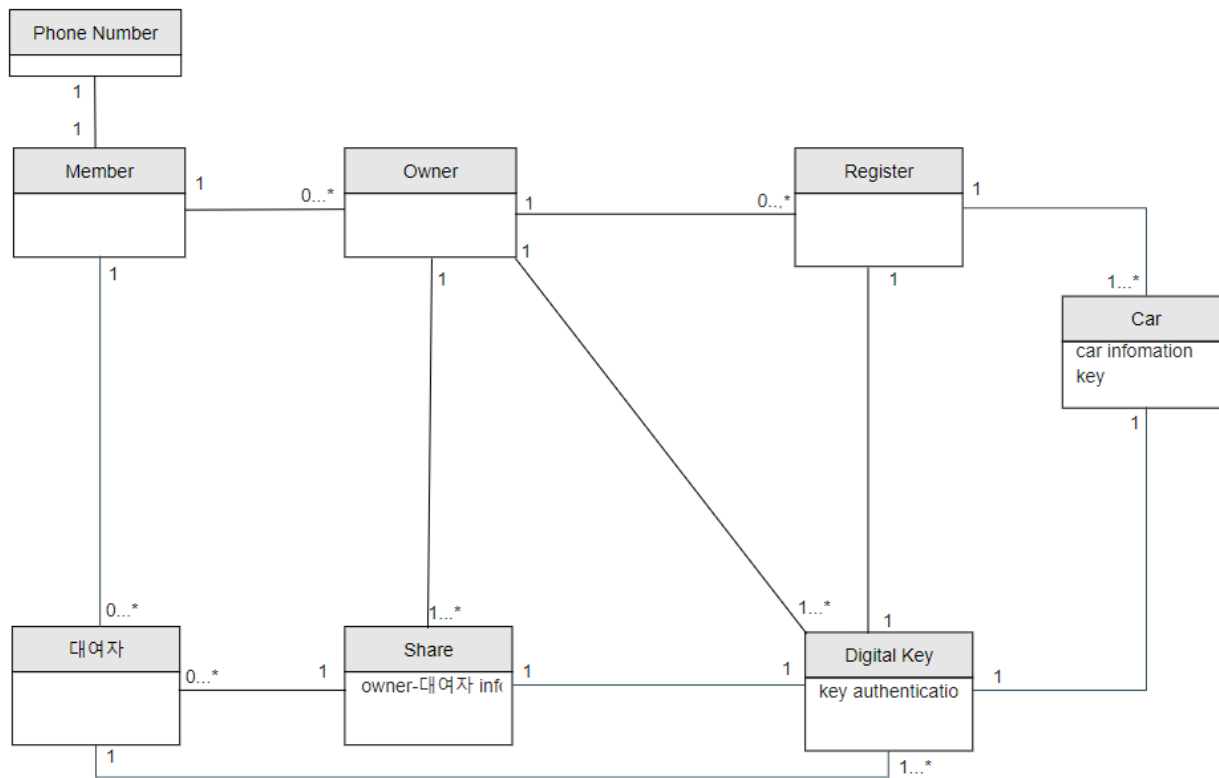 Phone Number
1
1
Member
Owner
Register
1
0...*
1
0...*
1
1
1
1
1
1...*
Car
car infomation
key
1
0...*
1...*
1...*
1
대여자
Share
Digital Key
0...*
1
1
1
1
owner-대여자 info
key authenticatio
1
1...*